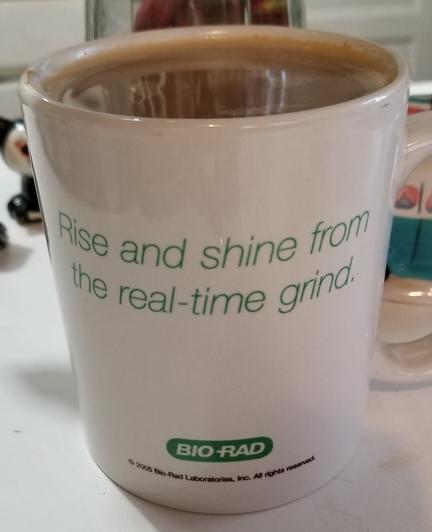 Rise and shine from
the real-time grind.
BIO-RAD
© 2005 Bio-Rad Laboratories, Inc. All rights reserved.